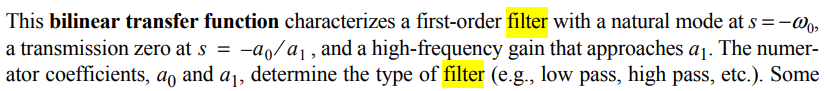 This bilinear transfer function characterizes a first-order filter with a natural mode at s = −ω₀,
a transmission zero at s = −a₀/a₁, and a high-frequency gain that approaches a₁. The numer-
ator coefficients, a₀ and a₁, determine the type of filter (e.g., low pass, high pass, etc.). Some